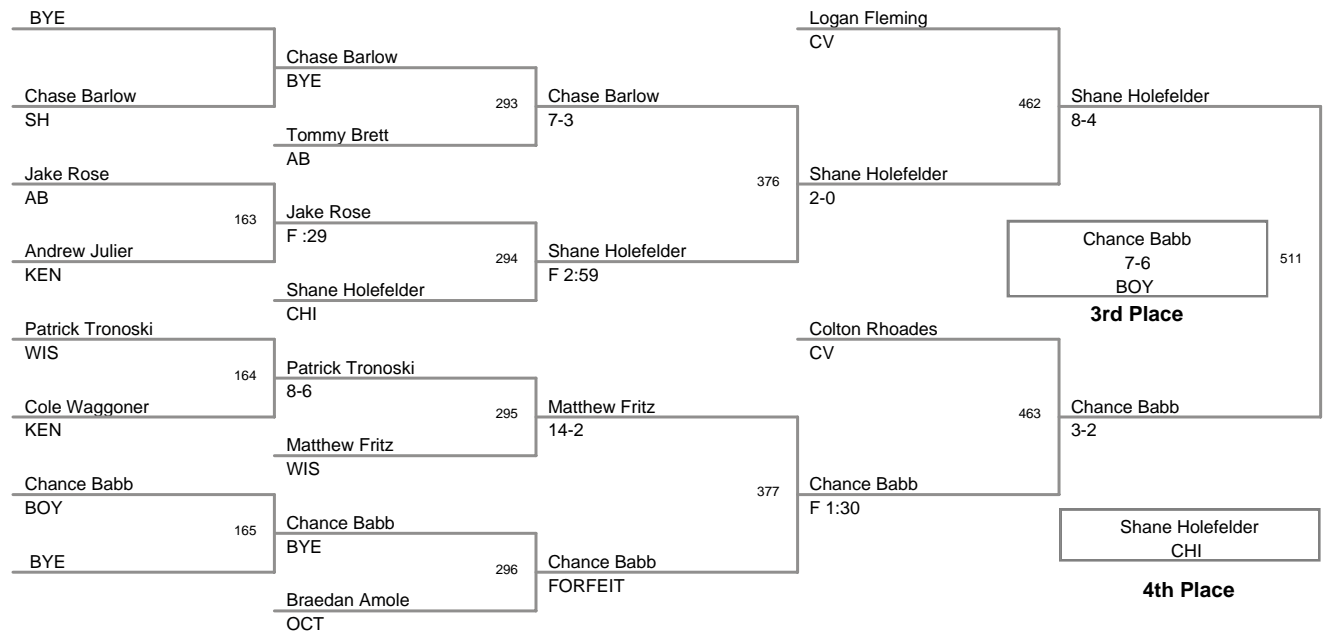 BYE
Chase Barlow
SH
Jake Rose
AB
163
Andrew Julier
KEN
Patrick Tronoski
WIS
164
Cole Waggoner
KEN
Chance Babb
BOY
165
BYE
Chase Barlow
BYE
293
Tommy Brett
AB
Jake Rose
F :29
294
Shane Holefelder
CHI
Patrick Tronoski
8-6
295
Matthew Fritz
WIS
Chance Babb
BYE
296
Braedan Amole
OCT
Chase Barlow
7-3
376
Shane Holefelder
F 2:59
Matthew Fritz
14-2
377
Chance Babb
FORFEIT
Logan Fleming
CV
462
Shane Holefelder
2-0
Colton Rhoades
CV
463
Chance Babb
F 1:30
Shane Holefelder
8-4
511
Chance Babb
3-2
Chance Babb
7-6
BOY
3rd Place
Shane Holefelder
CHI
4th Place